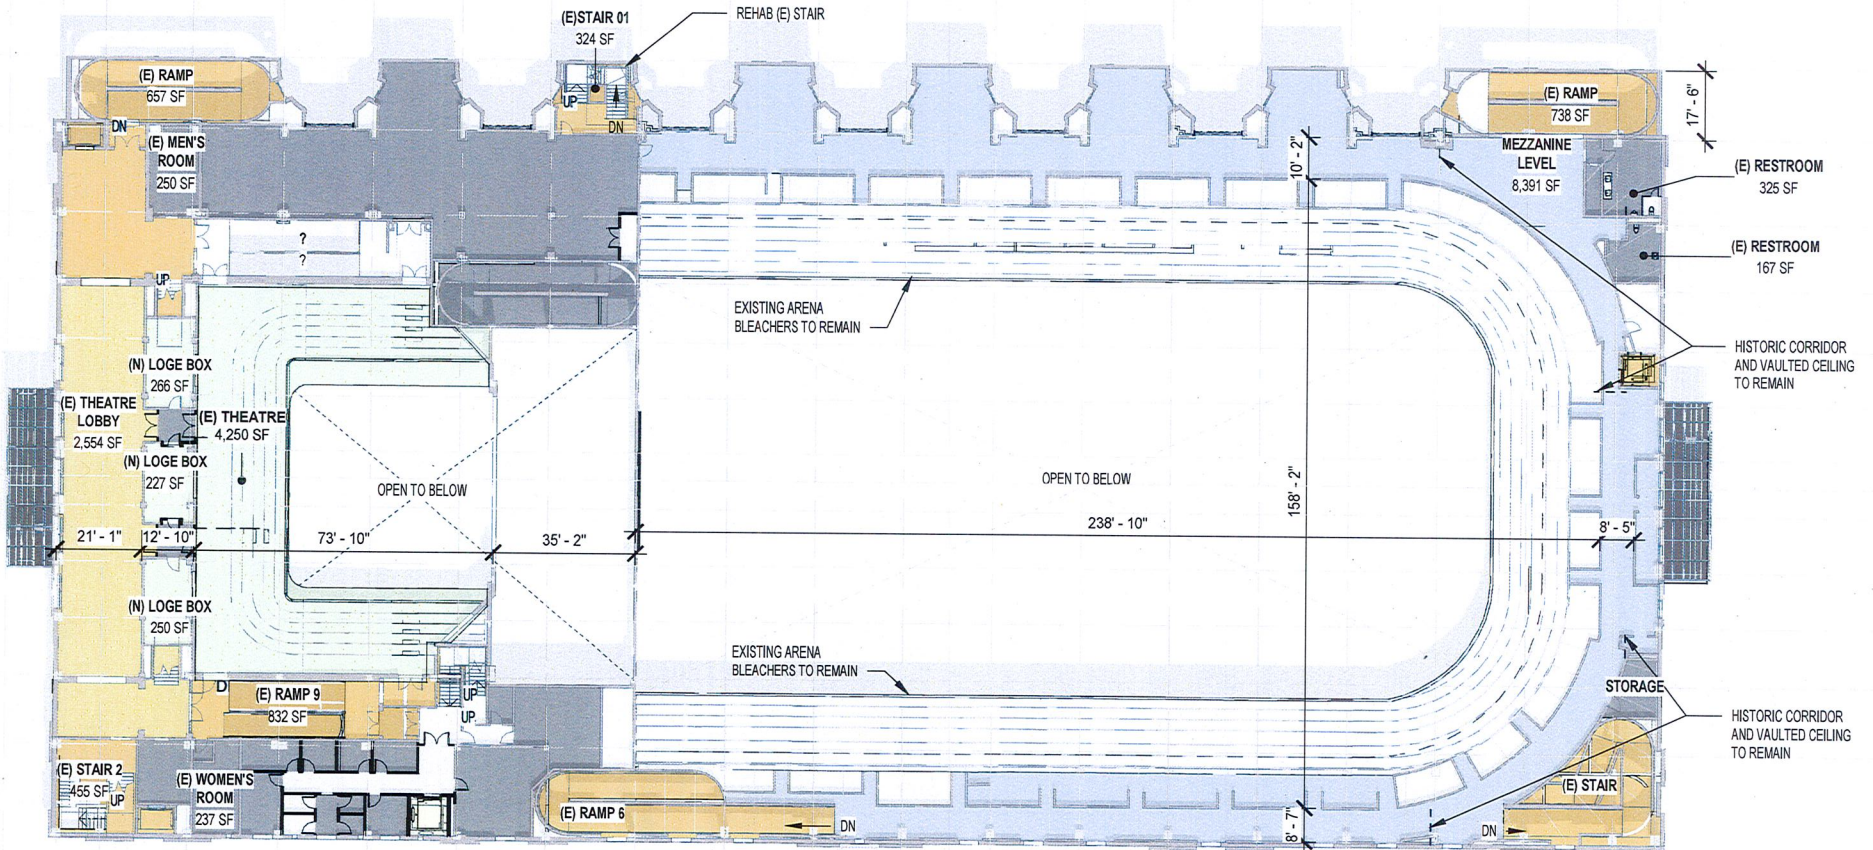 (E)STAIR 01
324 SF
REHAB (E) STAIR
UP
DN
(E) RAMP
657 SF
DN
(E) MEN'S
ROOM
250 SF
(E) RAMP
738 SF
17' - 6"
10' - 2"
MEZZANINE
LEVEL
8,391 SF
(E) RESTROOM
325 SF
(E) RESTROOM
167 SF
?
?
UP
EXISTING ARENA
BLEACHERS TO REMAIN
HISTORIC CORRIDOR
AND VAULTED CEILING
TO REMAIN
(N) LOGE BOX
266 SF
(E) THEATRE
LOBBY
2,554 SF
(E) THEATRE
4,250 SF
(N) LOGE BOX
227 SF
OPEN TO BELOW
OPEN TO BELOW
158' - 2"
21' - 1"
12' - 10"
73' - 10"
35' - 2"
238' - 10"
8' - 5"
(N) LOGE BOX
250 SF
EXISTING ARENA
BLEACHERS TO REMAIN
D
(E) RAMP 9
832 SF
UP
UP
STORAGE
HISTORIC CORRIDOR
AND VAULTED CEILING
TO REMAIN
(E) STAIR 2
455 SF
UP
(E) WOMEN'S
ROOM
237 SF
(E) RAMP 6
DN
8' - 7"
(E) STAIR
DN